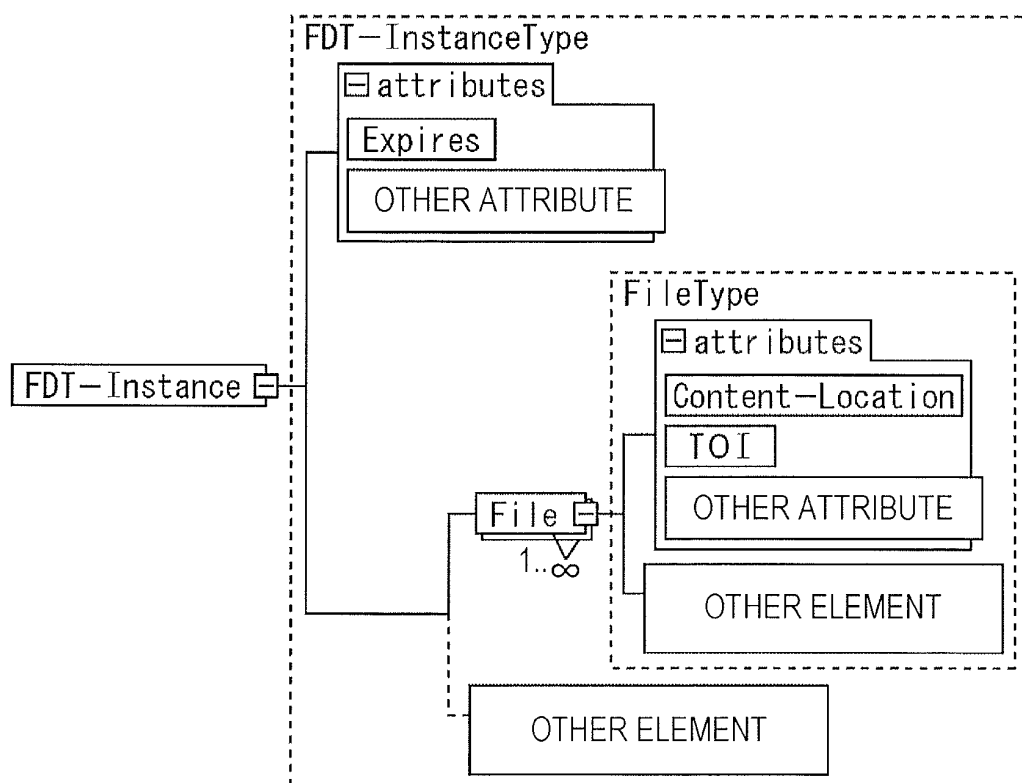 FDT-InstanceType
attributes
Expires
OTHER ATTRIBUTE
FileType
attributes
FDT-Instance
Content-Location
TOI
File
OTHER ATTRIBUTE
1..∞
OTHER ELEMENT
OTHER ELEMENT